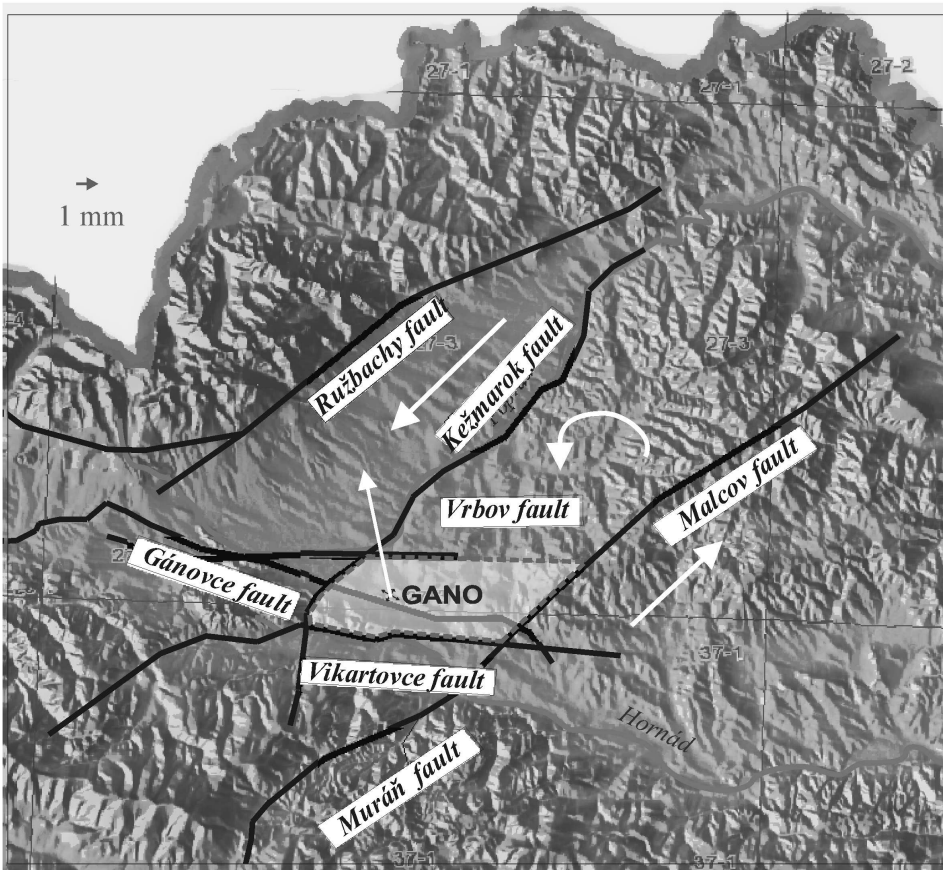 27-1
27-2
27-1
1 mm
Ružbachy fault
27-3
Kežmarok fault
27-3
Vrbov fault
Malcov fault
Gánovce fault
GANO
37-1
Vikartovce fault
Hornád
Muráň fault
37-1
37-1